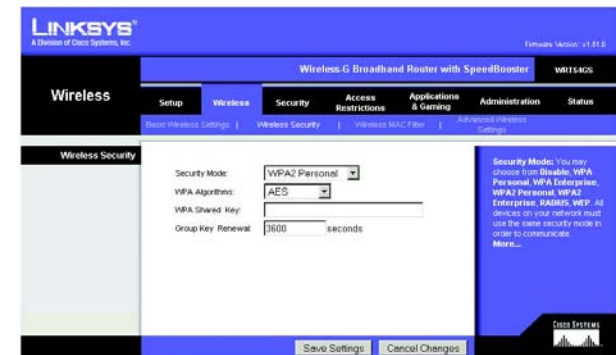 LINKSYS®
A Division of Cisco Systems, Inc.
Firmware Version: v1.51.0
Wireless-G Broadband Router with SpeedBooster WRT54GS
Wireless
Setup Wireless Security Access Restrictions Applications & Gaming Administration Status
Basic Wireless Settings | Wireless Security | Wireless MAC Filter | Advanced Wireless Settings
Wireless Security
Security Mode: WPA2 Personal
WPA Algorithms: AES
WPA Shared Key:
Group Key Renewal: 3600 seconds
Security Mode: You may
choose from Disable, WPA
Personal, WPA Enterprise,
WPA2 Personal, WPA2
Enterprise, RADIUS, WEP. All
devices on your network must
use the same security mode in
order to communicate.
More...
Save Settings Cancel Changes
CISCO SYSTEMS